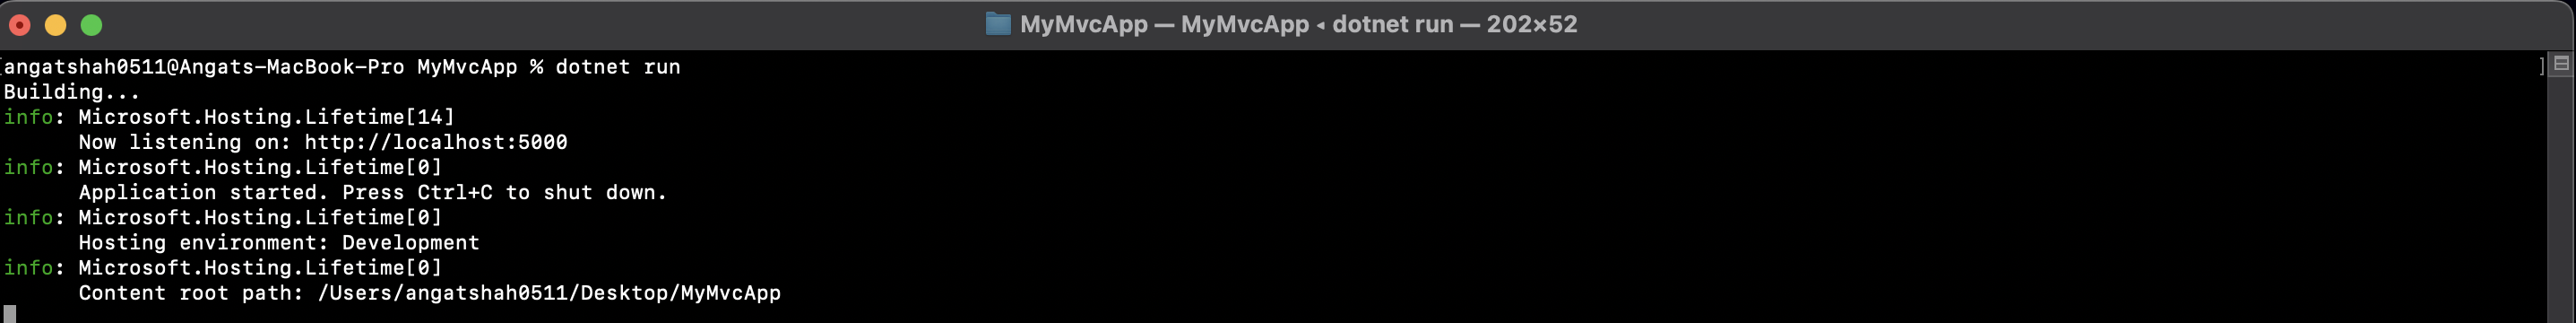 MyMvcApp — MyMvcApp ◂ dotnet run — 202×52
[angatshah0511@Angats-MacBook-Pro MyMvcApp % dotnet run ]
Building...
info: Microsoft.Hosting.Lifetime[14]
Now listening on: http://localhost:5000
info: Microsoft.Hosting.Lifetime[0]
Application started. Press Ctrl+C to shut down.
info: Microsoft.Hosting.Lifetime[0]
Hosting environment: Development
info: Microsoft.Hosting.Lifetime[0]
Content root path: /Users/angatshah0511/Desktop/MyMvcApp